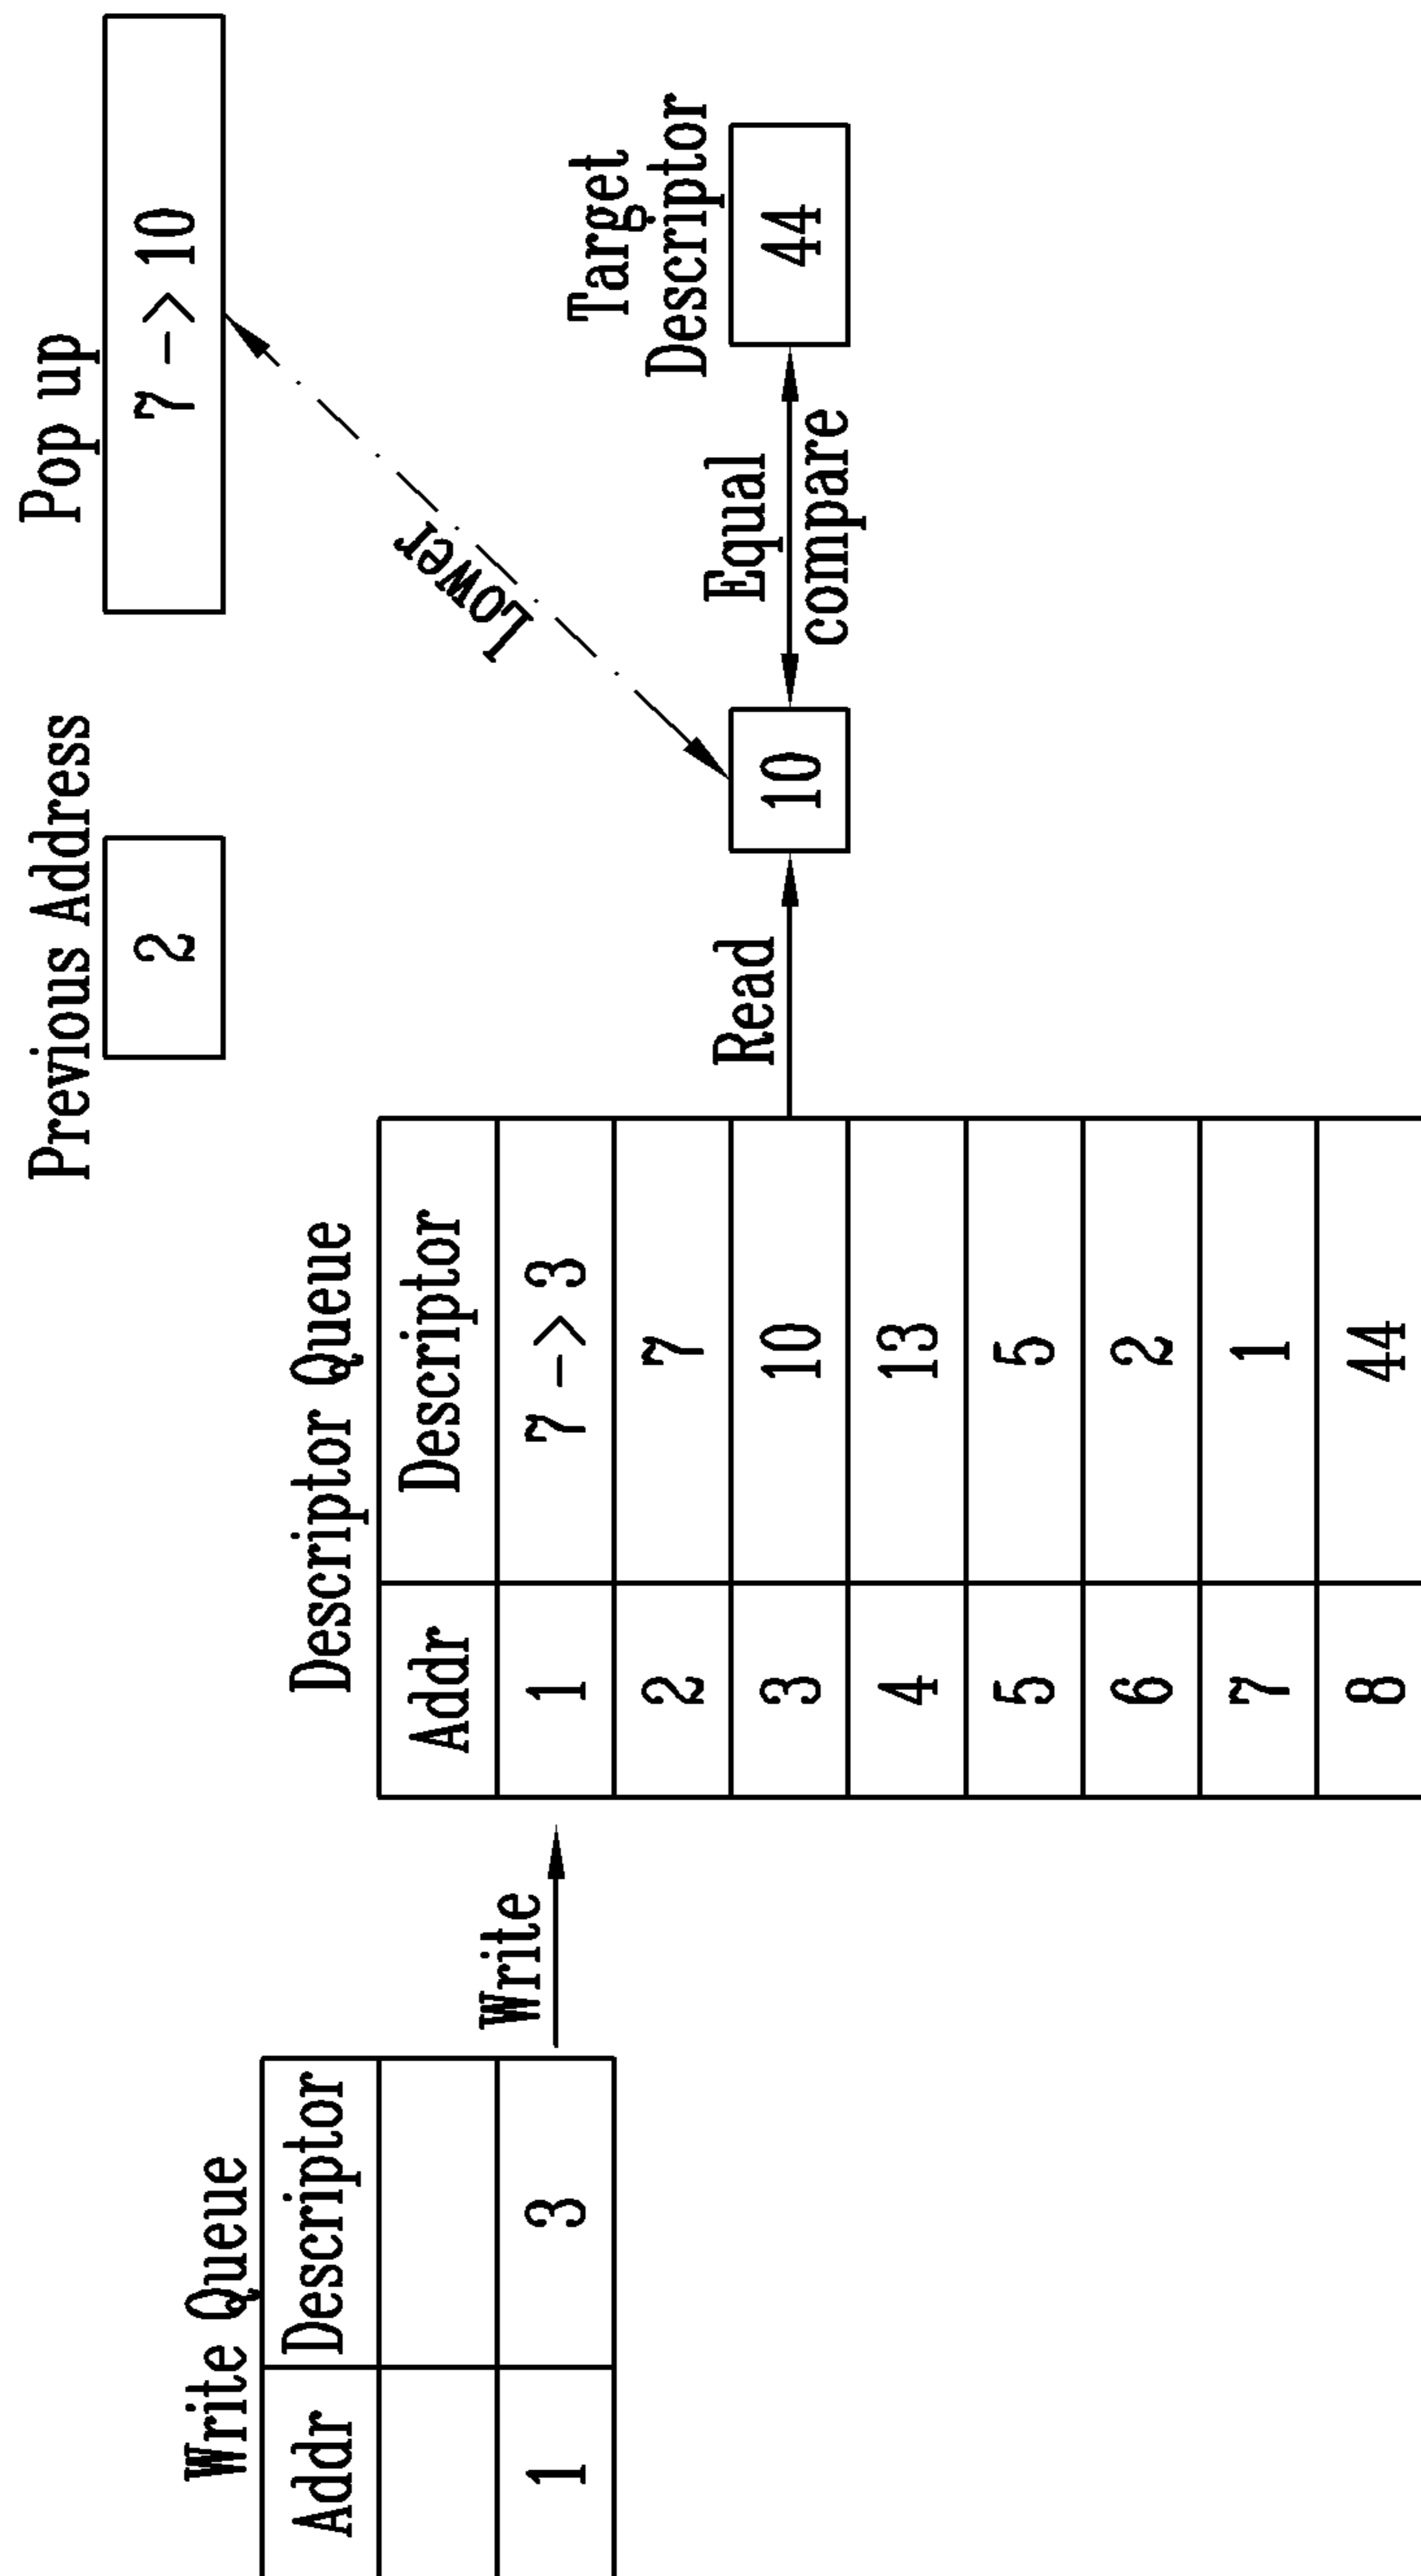 Write Queue
Addr Descriptor
1 3
Write
Descriptor Queue
Addr Descriptor
1 7 -> 3
2 7
3 10
4 13
5 5
6 2
7 1
8 44
Previous Address
2
Pop up
7 -> 10
Lower
Read
10
Equal
compare
Target
Descriptor
44